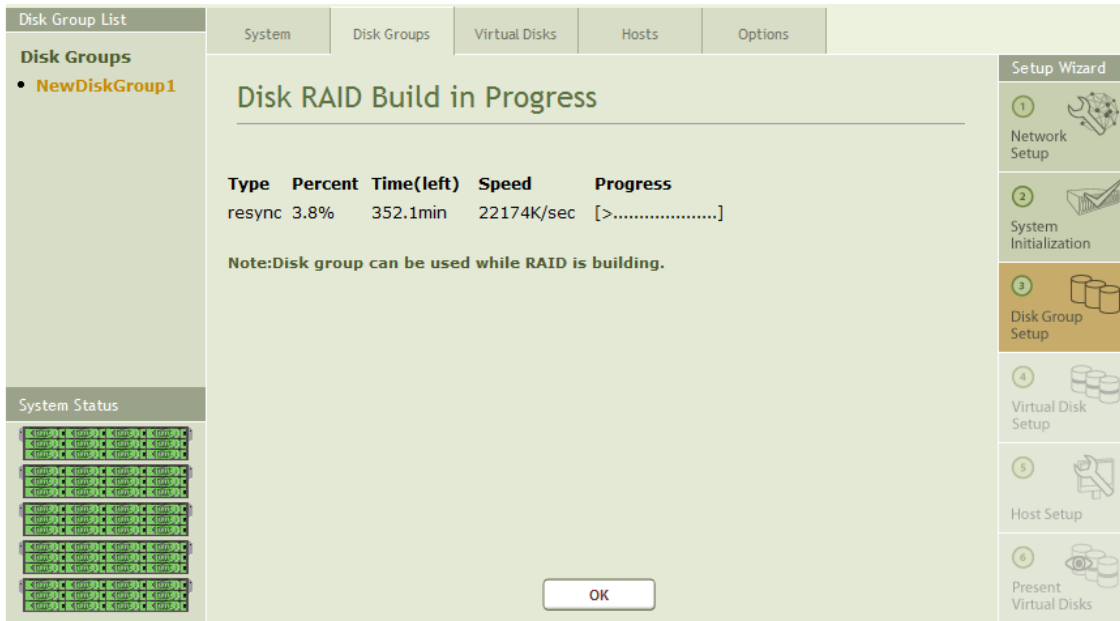 Disk Group List
Disk Groups
• NewDiskGroup1
System Status
System
Disk Groups
Virtual Disks
Hosts
Options
Disk RAID Build in Progress
Type Percent Time(left) Speed Progress
resync 3.8% 352.1min 22174K/sec [>....................]
Note:Disk group can be used while RAID is building.
OK
Setup Wizard
1
Network
Setup
2
System
Initialization
3
Disk Group
Setup
4
Virtual Disk
Setup
5
Host Setup
6
Present
Virtual Disks